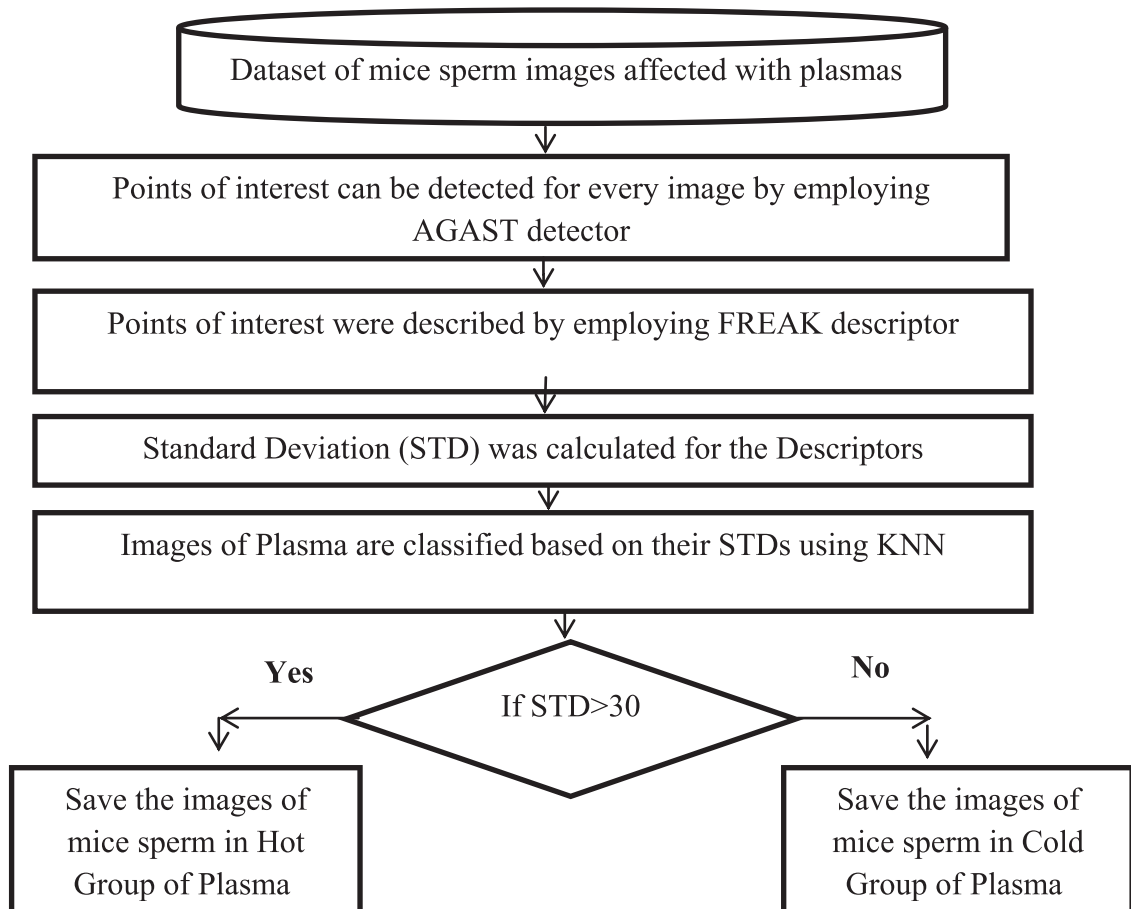 Dataset of mice sperm images affected with plasmas
Points of interest can be detected for every image by employing
AGAST detector
Points of interest were described by employing FREAK descriptor
Standard Deviation (STD) was calculated for the Descriptors
Images of Plasma are classified based on their STDs using KNN
Yes
No
If STD>30
Save the images of
mice sperm in Hot
Group of Plasma
Save the images of
mice sperm in Cold
Group of Plasma